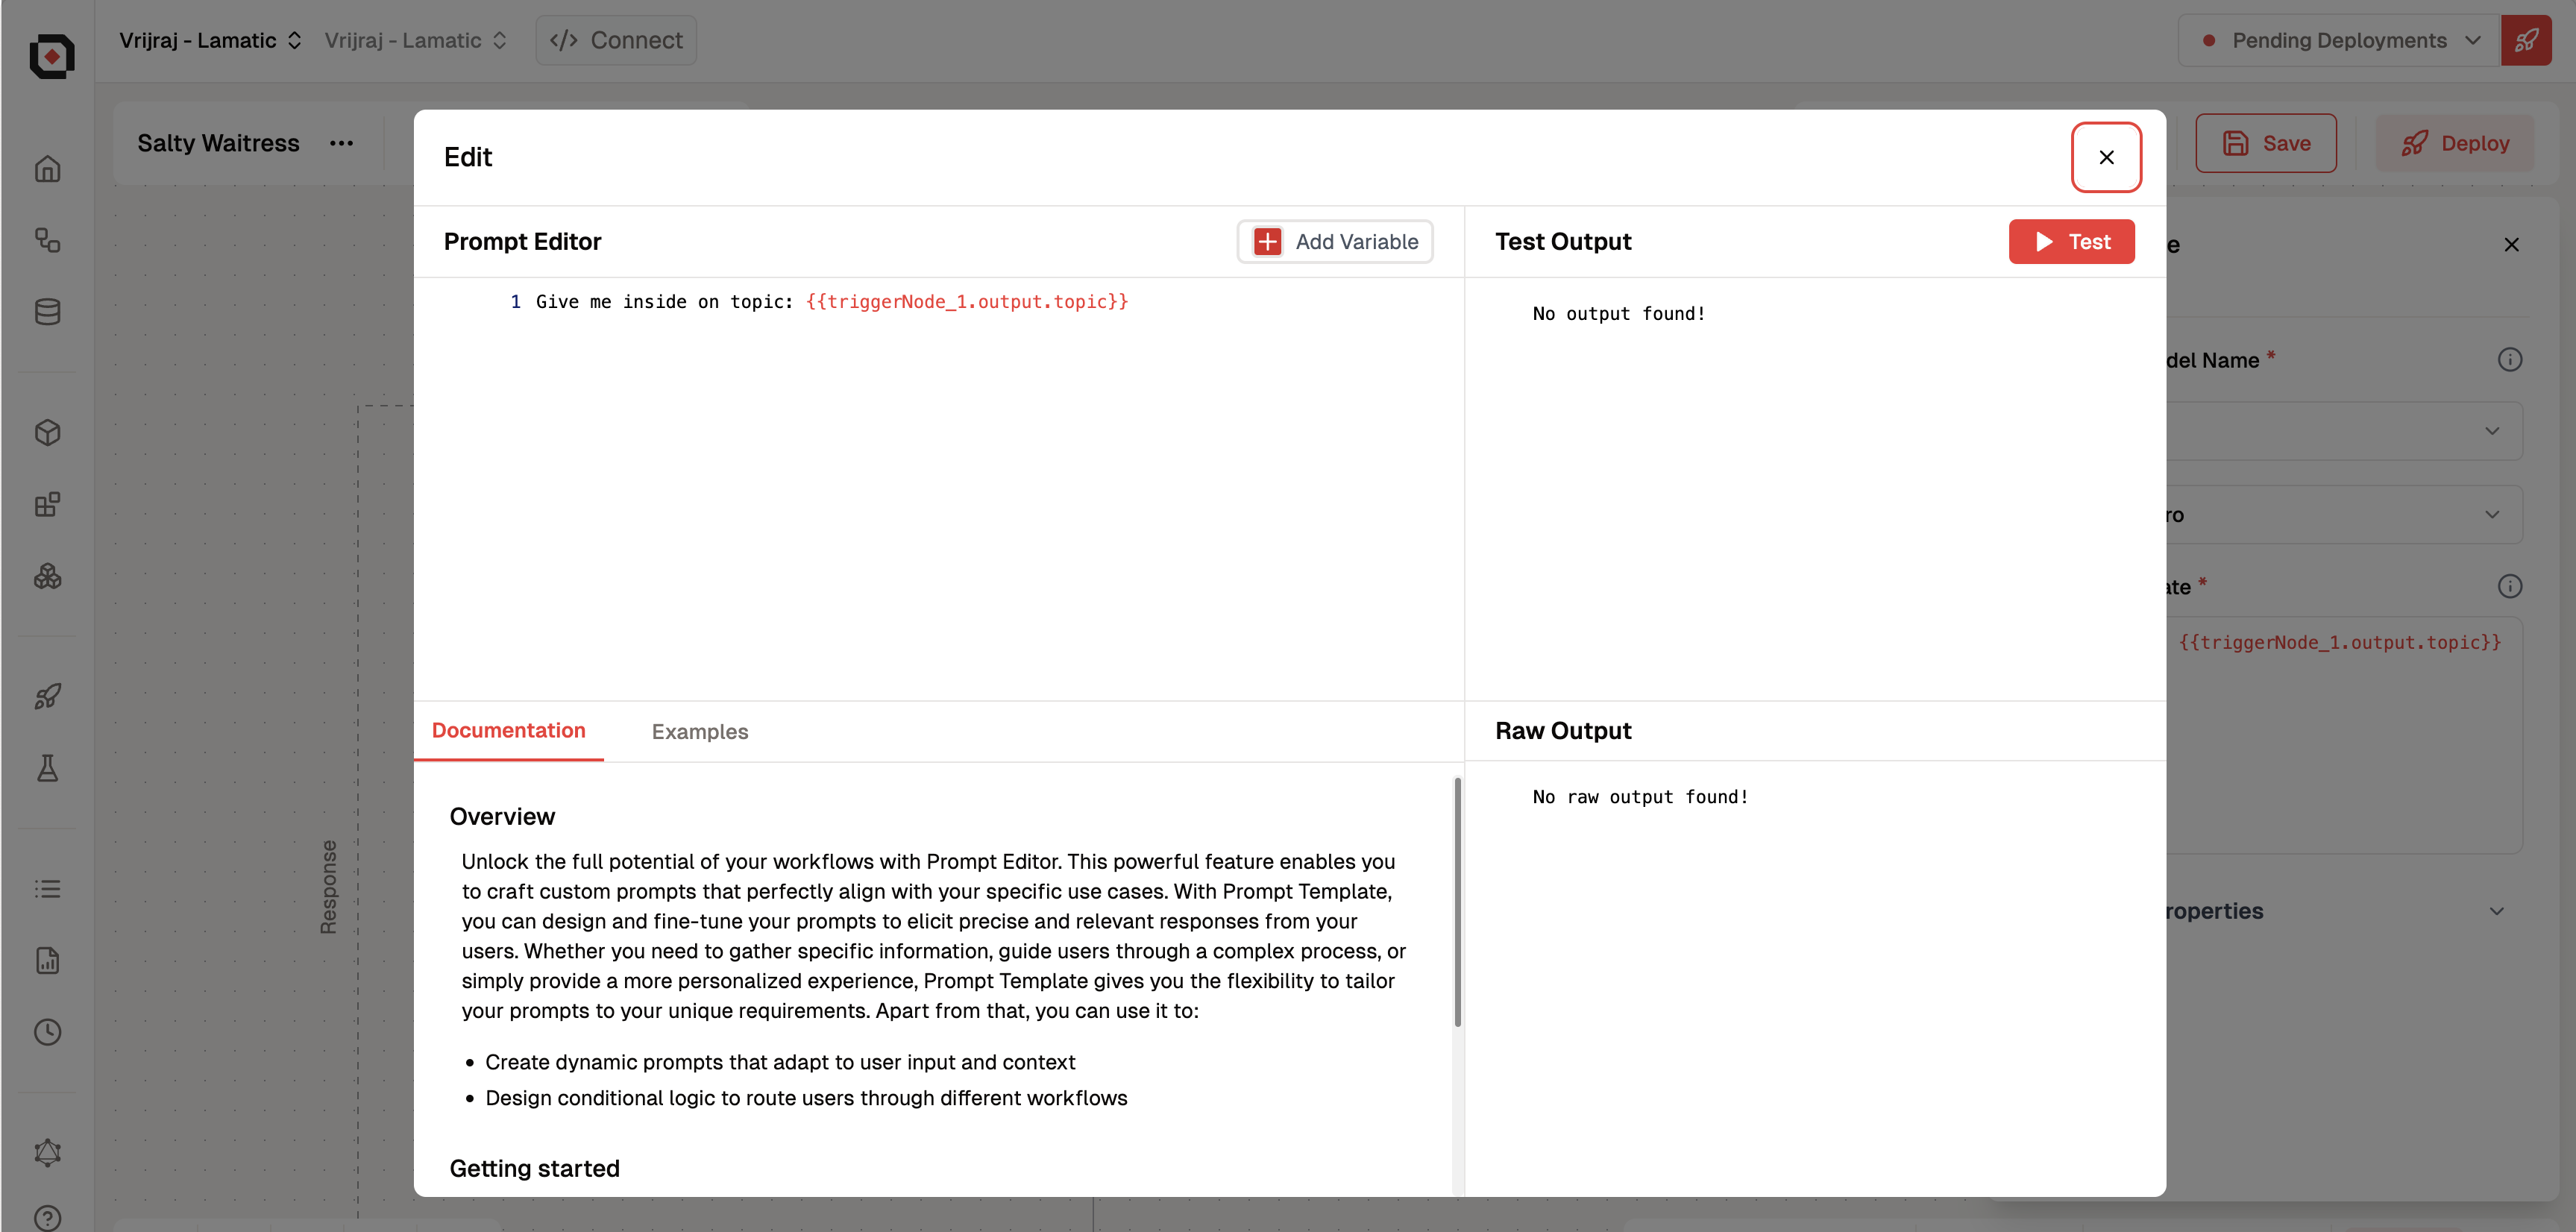 Vrijraj - Lamatic
Vrijraj - Lamatic
</> Connect
Pending Deployments
Salty Waitress
Save
Deploy
Edit
Prompt Editor
Add Variable
Test Output
Test
1 Give me inside on topic: {{triggerNode_1.output.topic}}
No output found!
del Name *
ro
ate *
{{triggerNode_1.output.topic}}
roperties
Response
Documentation
Examples
Raw Output
No raw output found!
Overview
Unlock the full potential of your workflows with Prompt Editor. This powerful feature enables you
to craft custom prompts that perfectly align with your specific use cases. With Prompt Template,
you can design and fine-tune your prompts to elicit precise and relevant responses from your
users. Whether you need to gather specific information, guide users through a complex process, or
simply provide a more personalized experience, Prompt Template gives you the flexibility to tailor
your prompts to your unique requirements. Apart from that, you can use it to:
• Create dynamic prompts that adapt to user input and context
• Design conditional logic to route users through different workflows
Getting started